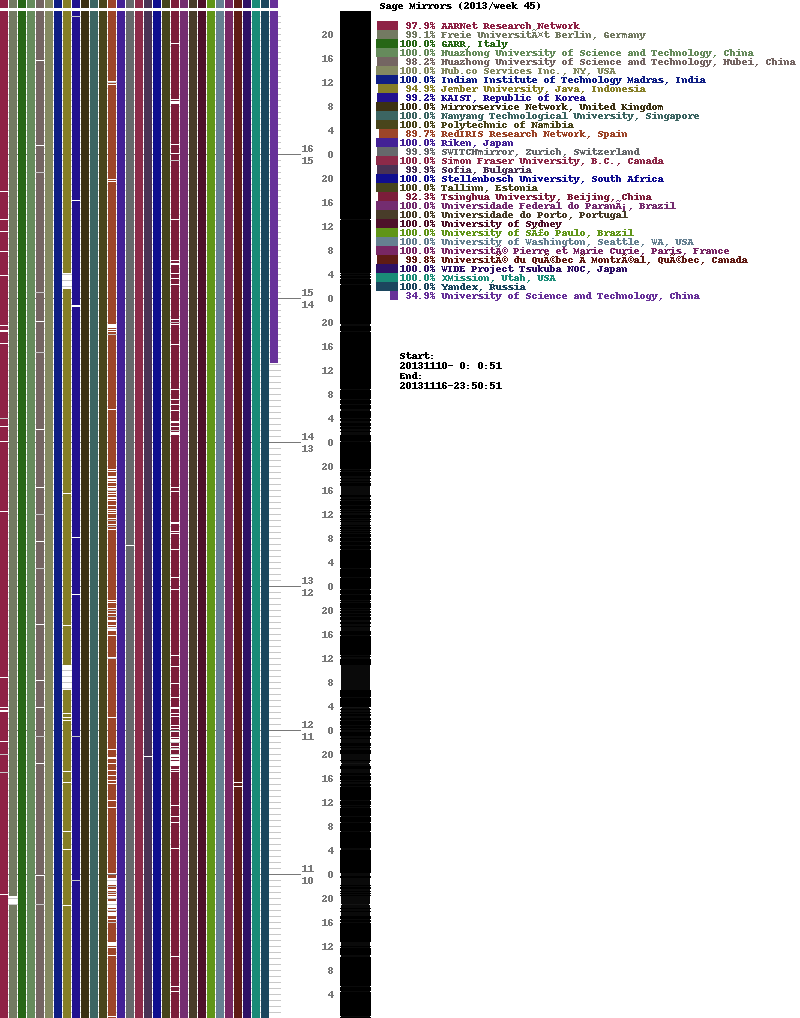 Sage Mirrors (2013/week 45)
97.9% AARNet Research Network
99.1% Freie UniversitÃ¤t Berlin, Germany
100.0% GARR, Italy
100.0% Huazhong University of Science and Technology, China
98.2% Huazhong University of Science and Technology, Hubei, China
100.0% Hub.co Services Inc., NY, USA
100.0% Indian Institute of Technology Madras, India
94.9% Jember University, Java, Indonesia
99.2% KAIST, Republic of Korea
100.0% Mirrorservice Network, United Kingdom
100.0% Nanyang Technological University, Singapore
100.0% Polytechnic of Namibia
89.7% RedIRIS Research Network, Spain
100.0% Riken, Japan
99.9% SWITCHmirror, Zurich, Switzerland
100.0% Simon Fraser University, B.C., Canada
99.9% Sofia, Bulgaria
100.0% Stellenbosch University, South Africa
100.0% Tallinn, Estonia
92.3% Tsinghua University, Beijing, China
100.0% Universidade Federal do ParanÃ¡, Brazil
100.0% Universidade do Porto, Portugal
100.0% University of Sydney
100.0% University of SÃ£o Paulo, Brazil
100.0% University of Washington, Seattle, WA, USA
100.0% UniversitÃ© Pierre et Marie Curie, Paris, France
99.8% UniversitÃ© du QuÃ©bec Ã MontrÃ©al, QuÃ©bec, Canada
100.0% WIDE Project Tsukuba NOC, Japan
100.0% XMission, Utah, USA
100.0% Yandex, Russia
34.9% University of Science and Technology, China
Start:
20131110- 0: 0:51
End:
20131116-23:50:51
20
16
12
8
4
16
0
15
20
16
12
8
4
15
0
14
20
16
12
8
4
14
0
13
20
16
12
8
4
13
0
12
20
16
12
8
4
12
0
11
20
16
12
8
4
11
0
10
20
16
12
8
4